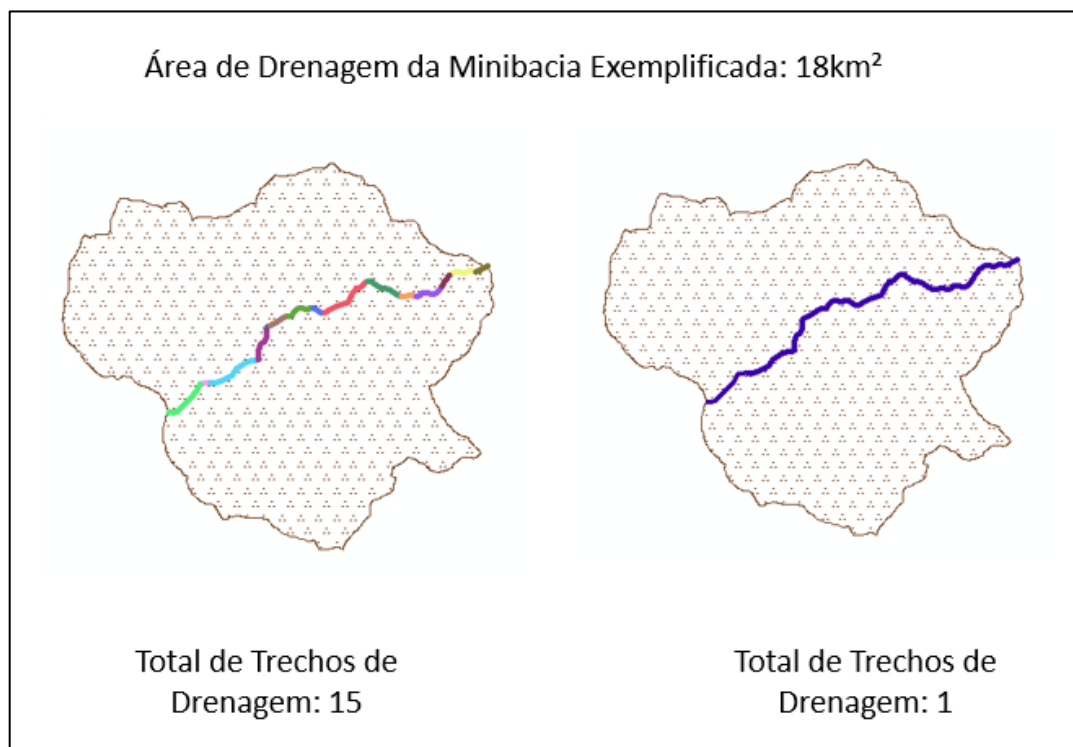 Área de Drenagem da Minibacia Exemplificada: 18km²
Total de Trechos de
Drenagem: 15
Total de Trechos de
Drenagem: 1